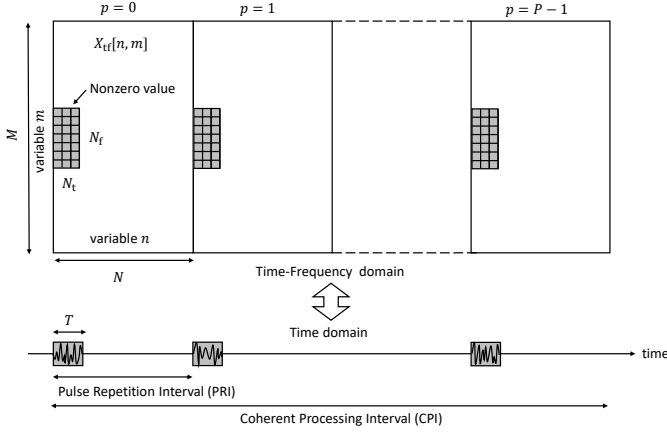 p = 0
p = 1
p = P − 1
X_tf[n, m]
Nonzero value
M
variable m
N_f
N_t
variable n
N
Time-Frequency domain
Time domain
T
time
Pulse Repetition Interval (PRI)
Coherent Processing Interval (CPI)